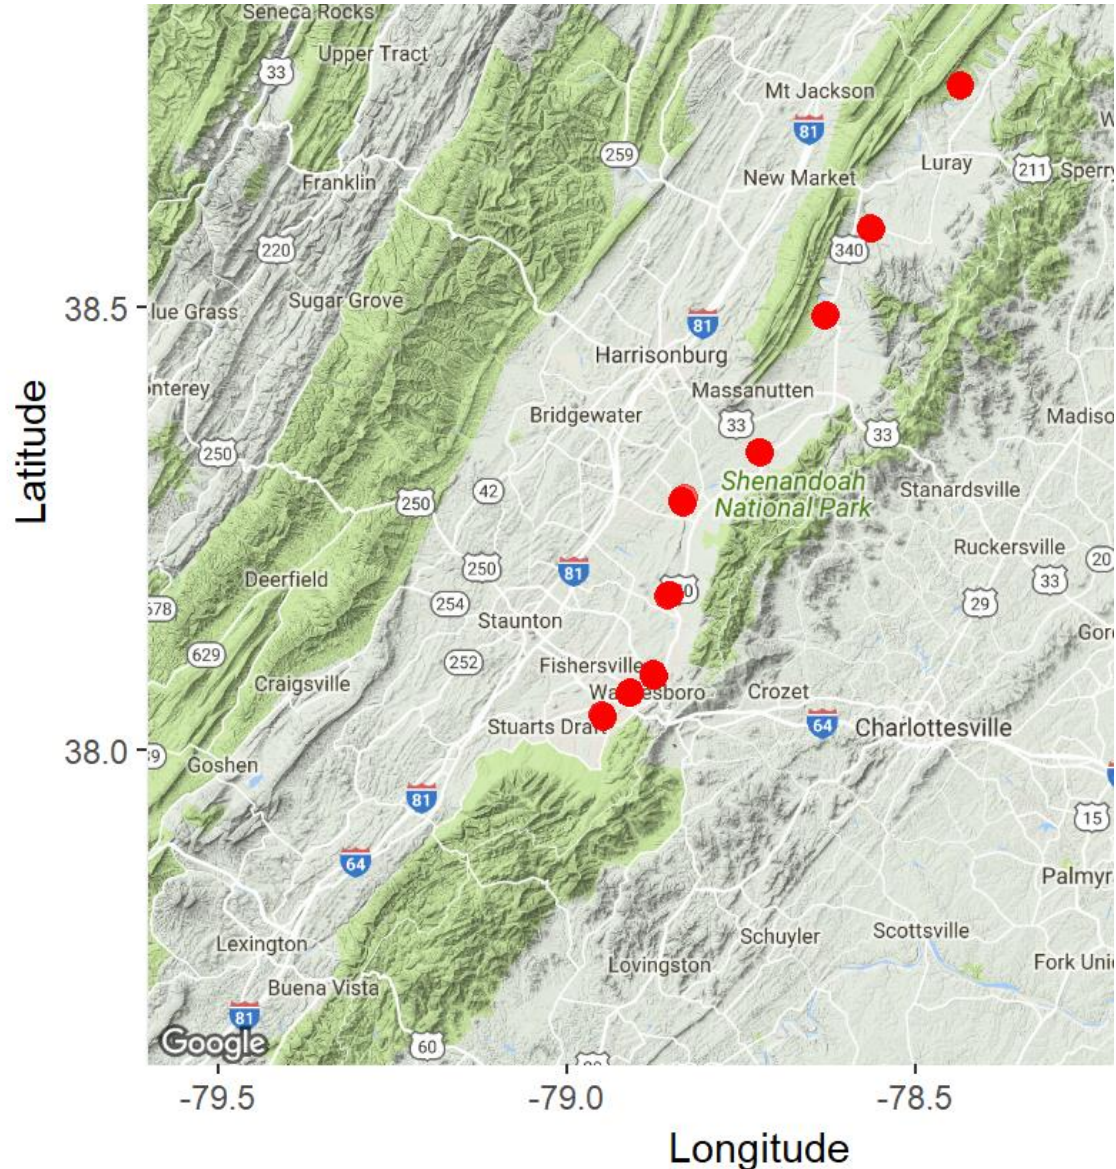 Seneca Rocks
Upper Tract
33
Mt Jackson
81
259
Luray
211
Sperry
Franklin
New Market
220
340
38.5
lue Grass
Sugar Grove
81
Harrisonburg
onterey
Massanutten
Bridgewater
33
33
Madiso
250
Latitude
42
Shenandoah
National Park
Stanardsville
250
Ruckersville
20
250
81
33
Deerfield
254
29
678
Staunton
Gor
629
252
Fishersville
Craigsville
Crozet
64
Stuarts Draft
Charlottesville
38.0
Goshen
81
15
64
Palmyr
Lexington
Schuyler
Scottsville
Lovingston
Fork Uni
Buena Vista
81
Google
60
-79.5
-79.0
-78.5
Longitude